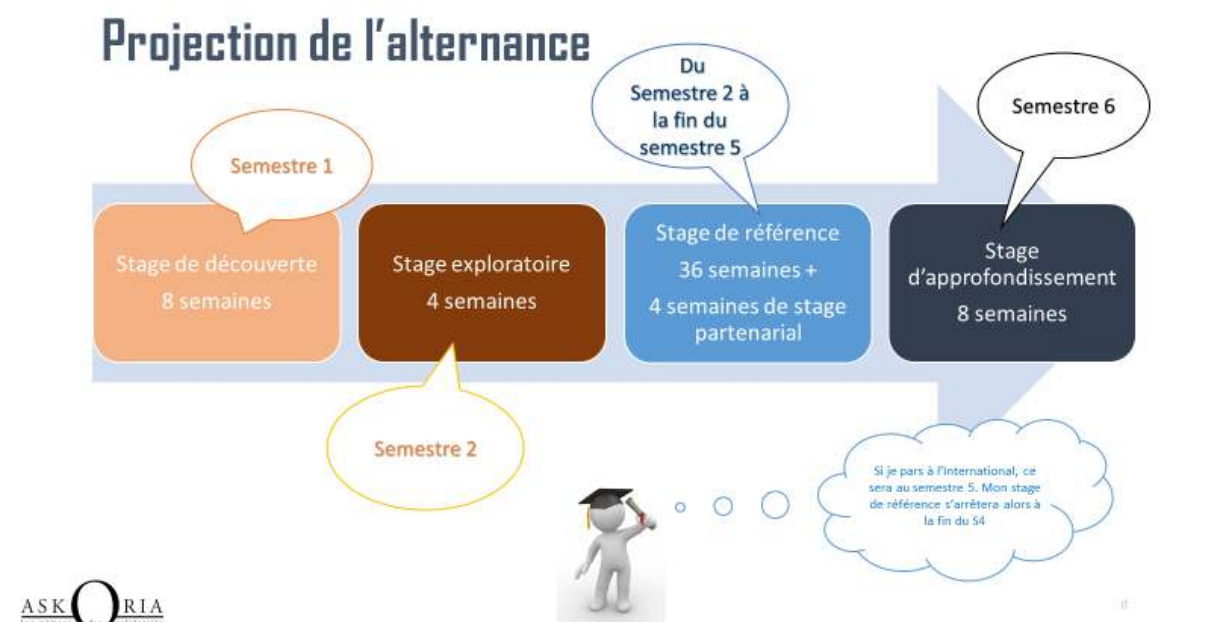 Projection de l'alternance
Du
Semestre 2 à
la fin du
semestre 5
Semestre 6
Semestre 1
Stage de découverte
8 semaines
Stage exploratoire
4 semaines
Stage de référence
36 semaines +
4 semaines de stage
partenarial
Stage
d'approfondissement
8 semaines
Semestre 2
Si je pars à l'International, ce
sera au semestre 5. Mon stage
de référence s'arrêtera alors à
la fin du S4
ASKORIA